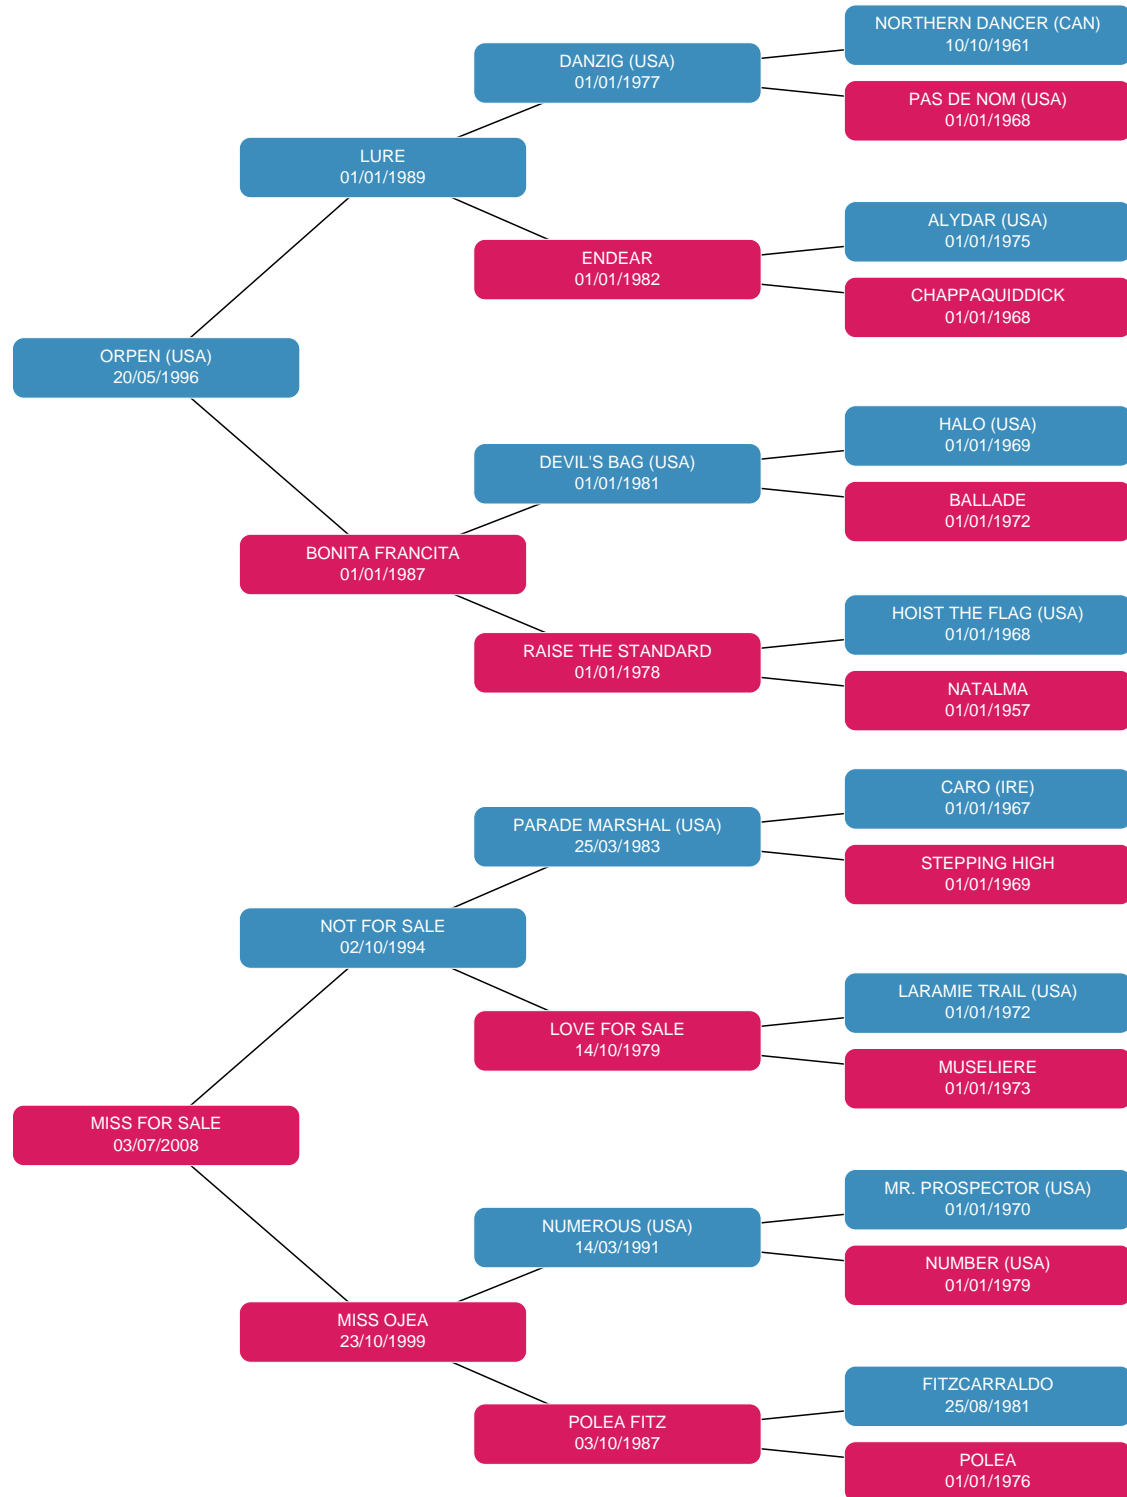 NORTHERN DANCER (CAN)
10/10/1961
DANZIG (USA)
01/01/1977
PAS DE NOM (USA)
01/01/1968
LURE
01/01/1989
ALYDAR (USA)
01/01/1975
ENDEAR
01/01/1982
CHAPPAQUIDDICK
01/01/1968
ORPEN (USA)
20/05/1996
HALO (USA)
01/01/1969
DEVIL'S BAG (USA)
01/01/1981
BALLADE
01/01/1972
BONITA FRANCITA
01/01/1987
HOIST THE FLAG (USA)
01/01/1968
RAISE THE STANDARD
01/01/1978
NATALMA
01/01/1957
CARO (IRE)
01/01/1967
PARADE MARSHAL (USA)
25/03/1983
STEPPING HIGH
01/01/1969
NOT FOR SALE
02/10/1994
LARAMIE TRAIL (USA)
01/01/1972
LOVE FOR SALE
14/10/1979
MUSELIERE
01/01/1973
MISS FOR SALE
03/07/2008
MR. PROSPECTOR (USA)
01/01/1970
NUMEROUS (USA)
14/03/1991
NUMBER (USA)
01/01/1979
MISS OJEA
23/10/1999
FITZCARRALDO
25/08/1981
POLEA FITZ
03/10/1987
POLEA
01/01/1976